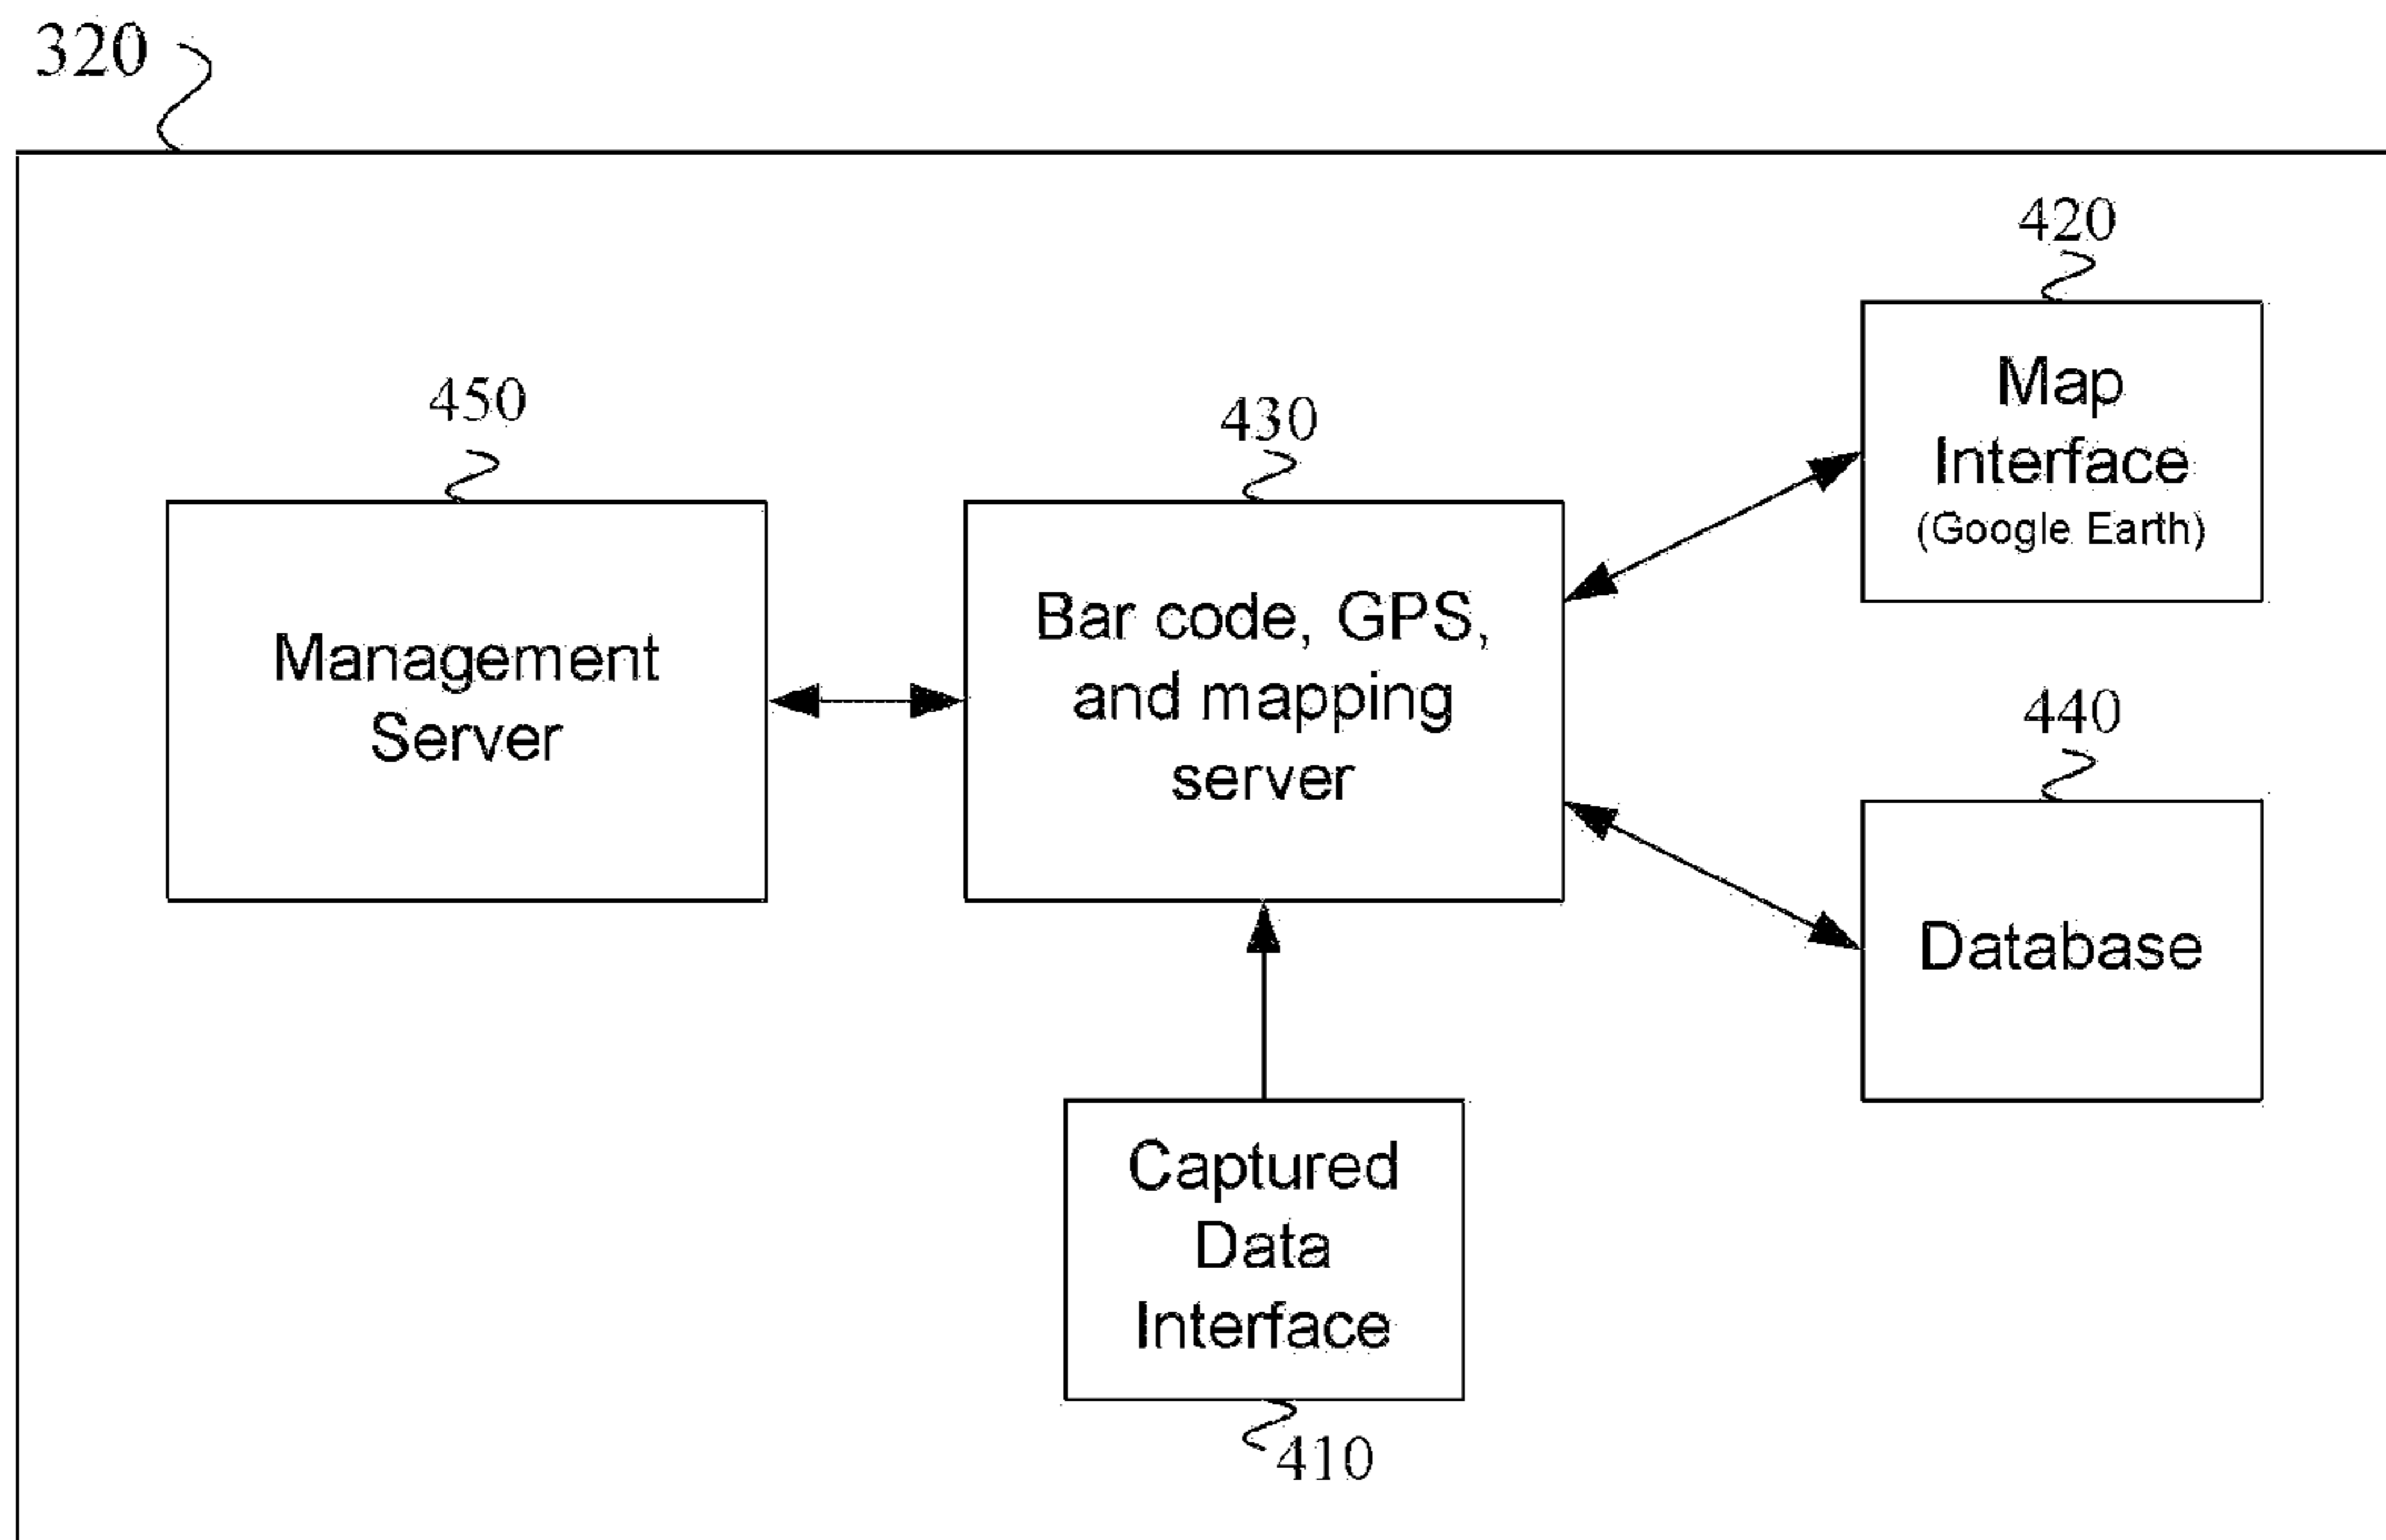 320
420
Map
Interface
(Google Earth)
450
Management
Server
430
Bar code, GPS,
and mapping
server
440
Database
Captured
Data
Interface
410